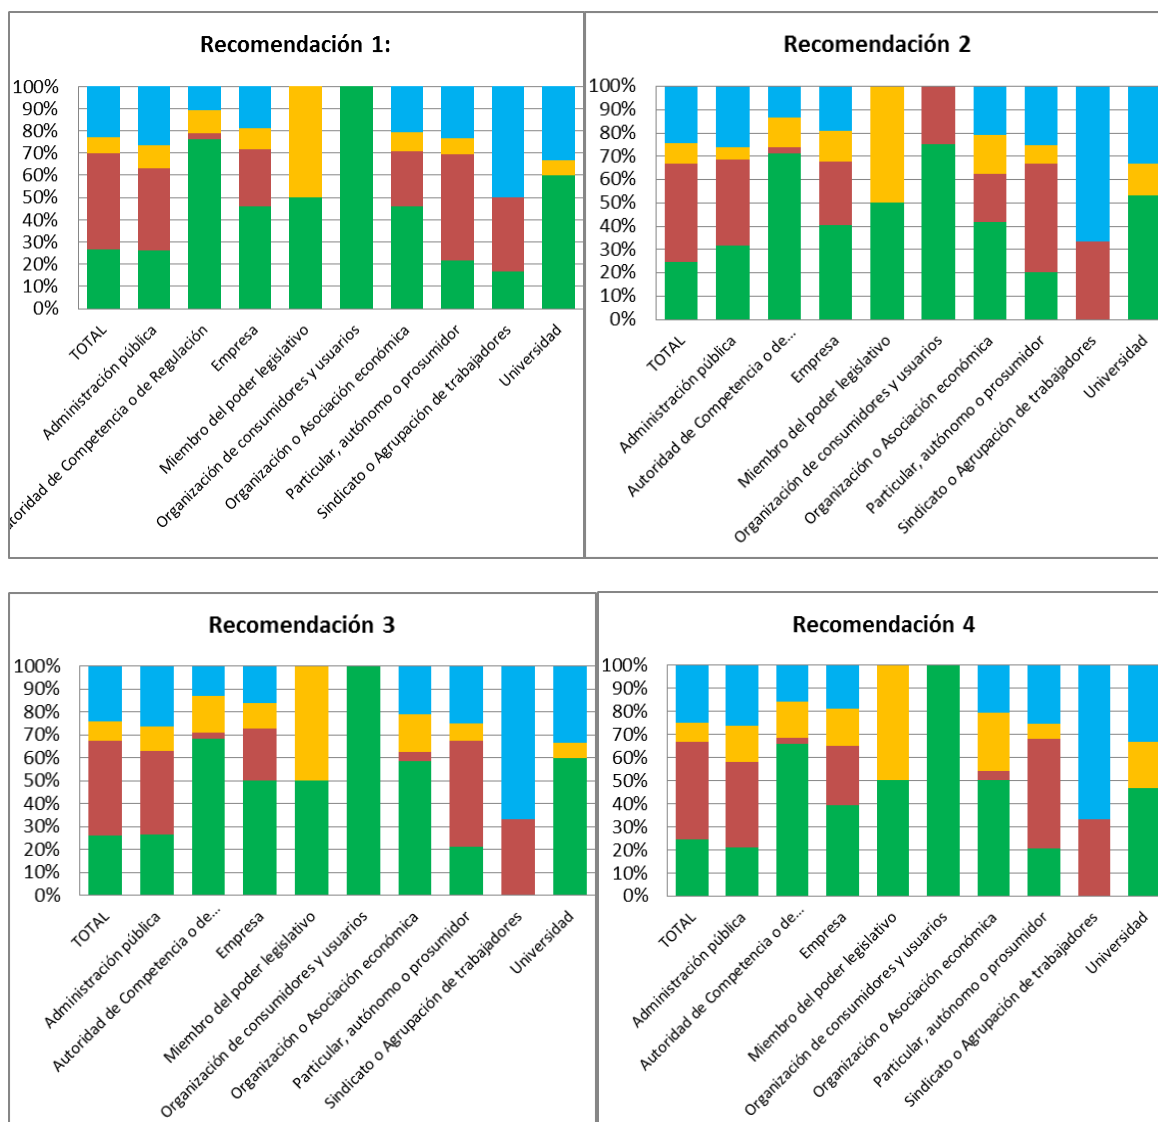 Recomendación 1:
100%
90%
80%
70%
60%
50%
40%
30%
20%
10%
0%
TOTAL
Administración pública
utoridad de Competencia o de Regulación
Empresa
Miembro del poder legislativo
Organización de consumidores y usuarios
Organización o Asociación económica
Particular, autónomo o prosumidor
Sindicato o Agrupación de trabajadores
Universidad
Recomendación 2
100%
90%
80%
70%
60%
50%
40%
30%
20%
10%
0%
TOTAL
Administración pública
Autoridad de Competencia o de...
Empresa
Miembro del poder legislativo
Organización de consumidores y usuarios
Organización o Asociación económica
Particular, autónomo o prosumidor
Sindicato o Agrupación de trabajadores
Universidad
Recomendación 3
100%
90%
80%
70%
60%
50%
40%
30%
20%
10%
0%
TOTAL
Administración pública
Autoridad de Competencia o de...
Empresa
Miembro del poder legislativo
Organización de consumidores y usuarios
Organización o Asociación económica
Particular, autónomo o prosumidor
Sindicato o Agrupación de trabajadores
Universidad
Recomendación 4
100%
90%
80%
70%
60%
50%
40%
30%
20%
10%
0%
TOTAL
Administración pública
Autoridad de Competencia o de...
Empresa
Miembro del poder legislativo
Organización de consumidores y usuarios
Organización o Asociación económica
Particular, autónomo o prosumidor
Sindicato o Agrupación de trabajadores
Universidad